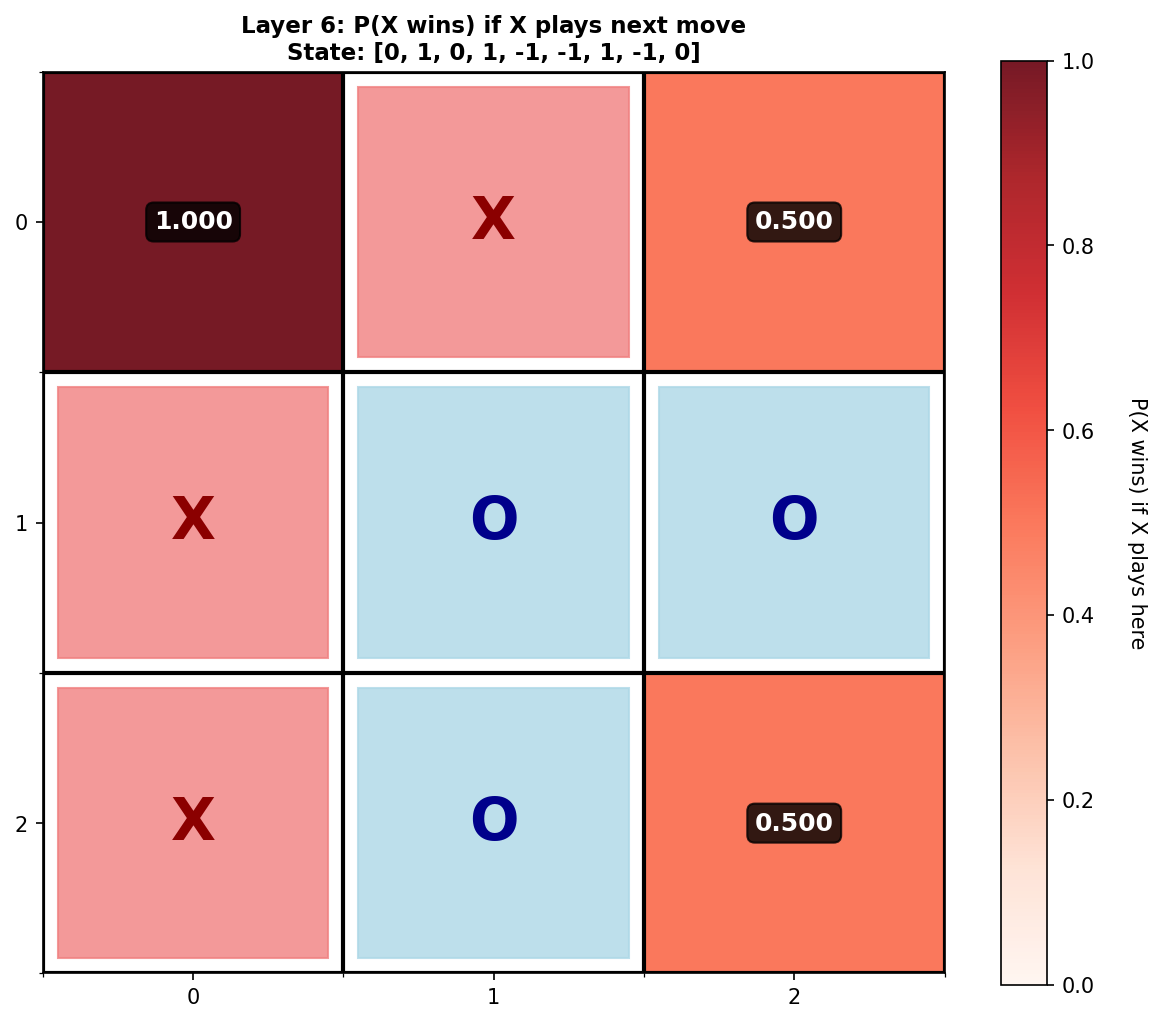 Layer 6: P(X wins) if X plays next move
State: [0, 1, 0, 1, -1, -1, 1, -1, 0]
0
1.000
X
0.500
1
X
O
O
2
X
O
0.500
0
1
2
1.0
0.8
0.6
0.4
0.2
0.0
P(X wins) if X plays here